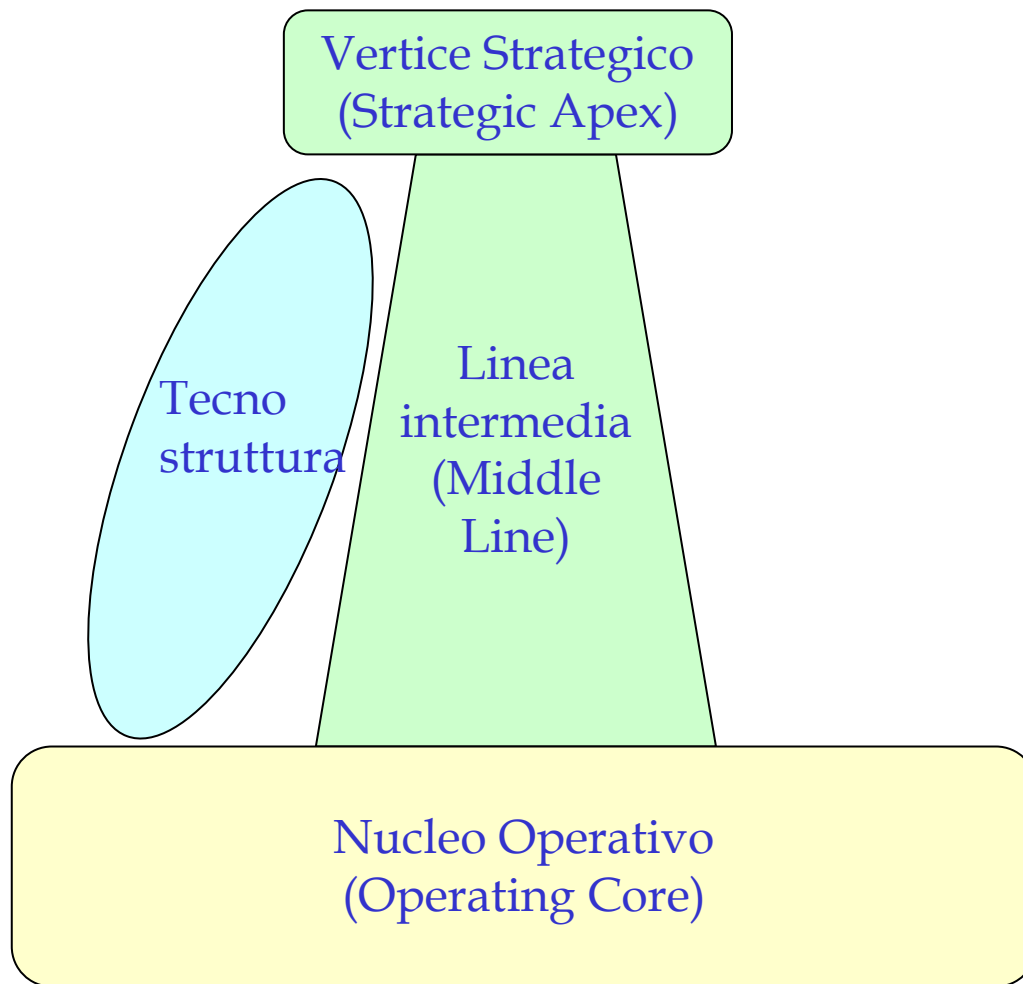 Vertice Strategico
(Strategic Apex)
Tecno
struttura
Linea
intermedia
(Middle
Line)
Nucleo Operativo
(Operating Core)